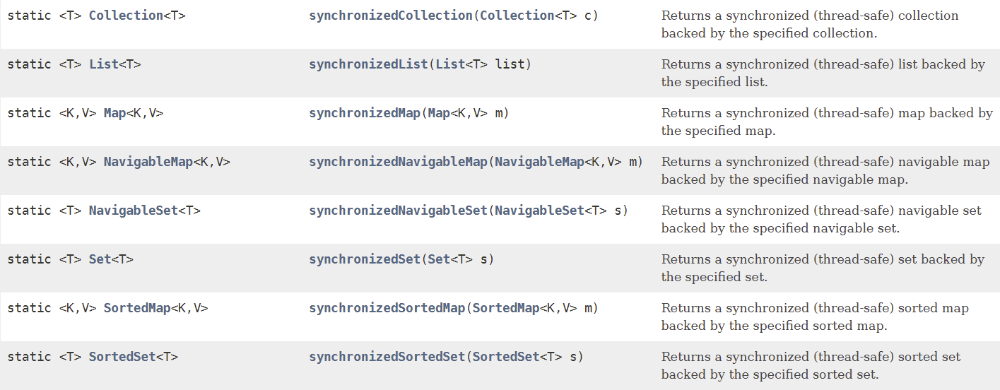 static <T> Collection<T> synchronizedCollection(Collection<T> c) Returns a synchronized (thread-safe) collection
backed by the specified collection.
static <T> List<T> synchronizedList(List<T> list) Returns a synchronized (thread-safe) list backed by
the specified list.
static <K,V> Map<K,V> synchronizedMap(Map<K,V> m) Returns a synchronized (thread-safe) map backed by
the specified map.
static <K,V> NavigableMap<K,V> synchronizedNavigableMap(NavigableMap<K,V> m) Returns a synchronized (thread-safe) navigable map
backed by the specified navigable map.
static <T> NavigableSet<T> synchronizedNavigableSet(NavigableSet<T> s) Returns a synchronized (thread-safe) navigable set
backed by the specified navigable set.
static <T> Set<T> synchronizedSet(Set<T> s) Returns a synchronized (thread-safe) set backed by
the specified set.
static <K,V> SortedMap<K,V> synchronizedSortedMap(SortedMap<K,V> m) Returns a synchronized (thread-safe) sorted map
backed by the specified sorted map.
static <T> SortedSet<T> synchronizedSortedSet(SortedSet<T> s) Returns a synchronized (thread-safe) sorted set
backed by the specified sorted set.